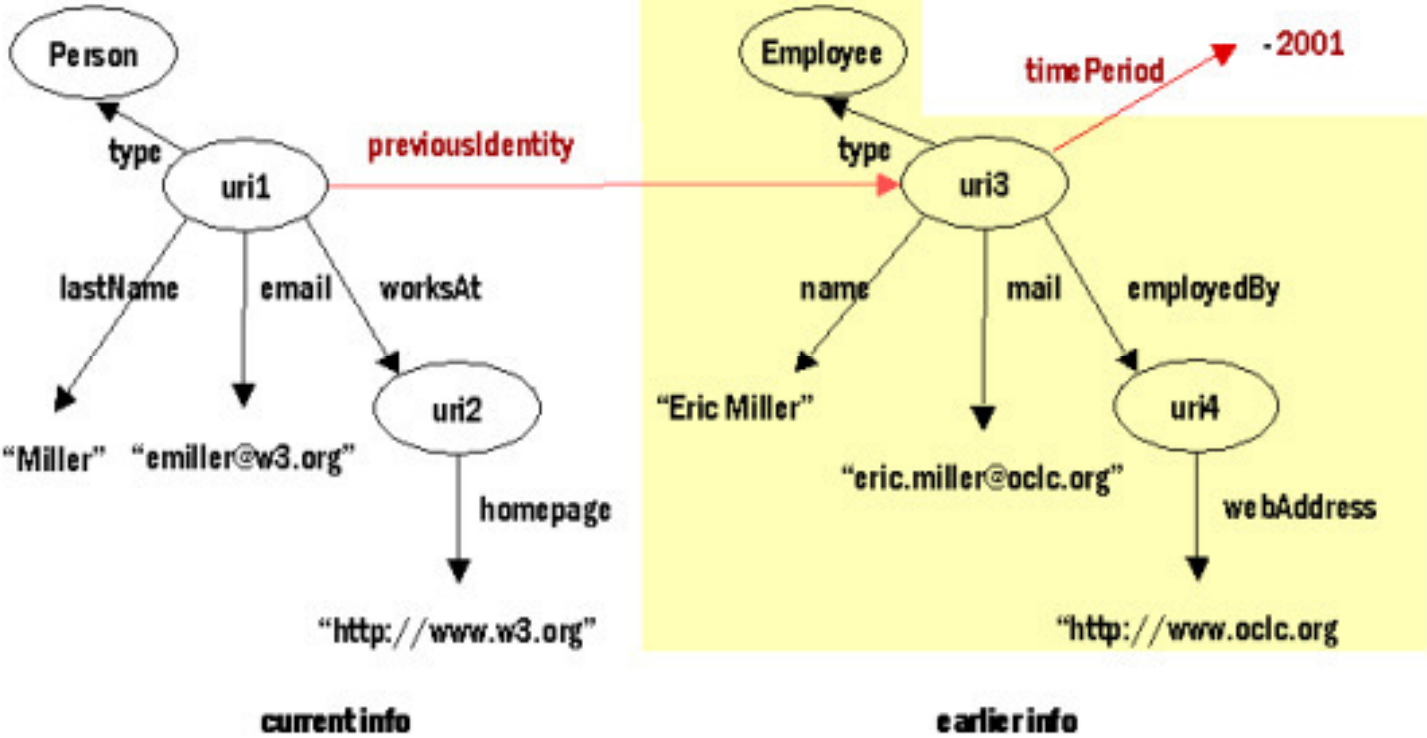 Person
Employee
timePeriod
-2001
type
previousIdentity
type
uri1
uri3
lastName
email
worksAt
name
mail
employedBy
"Eric Miller"
uri2
uri4
“Miller”
“emiller@w3.org”
“eric.miller@oclc.org”
homepage
webAddress
“http://www.w3.org”
“http://www.oclc.org
current info
earlier info